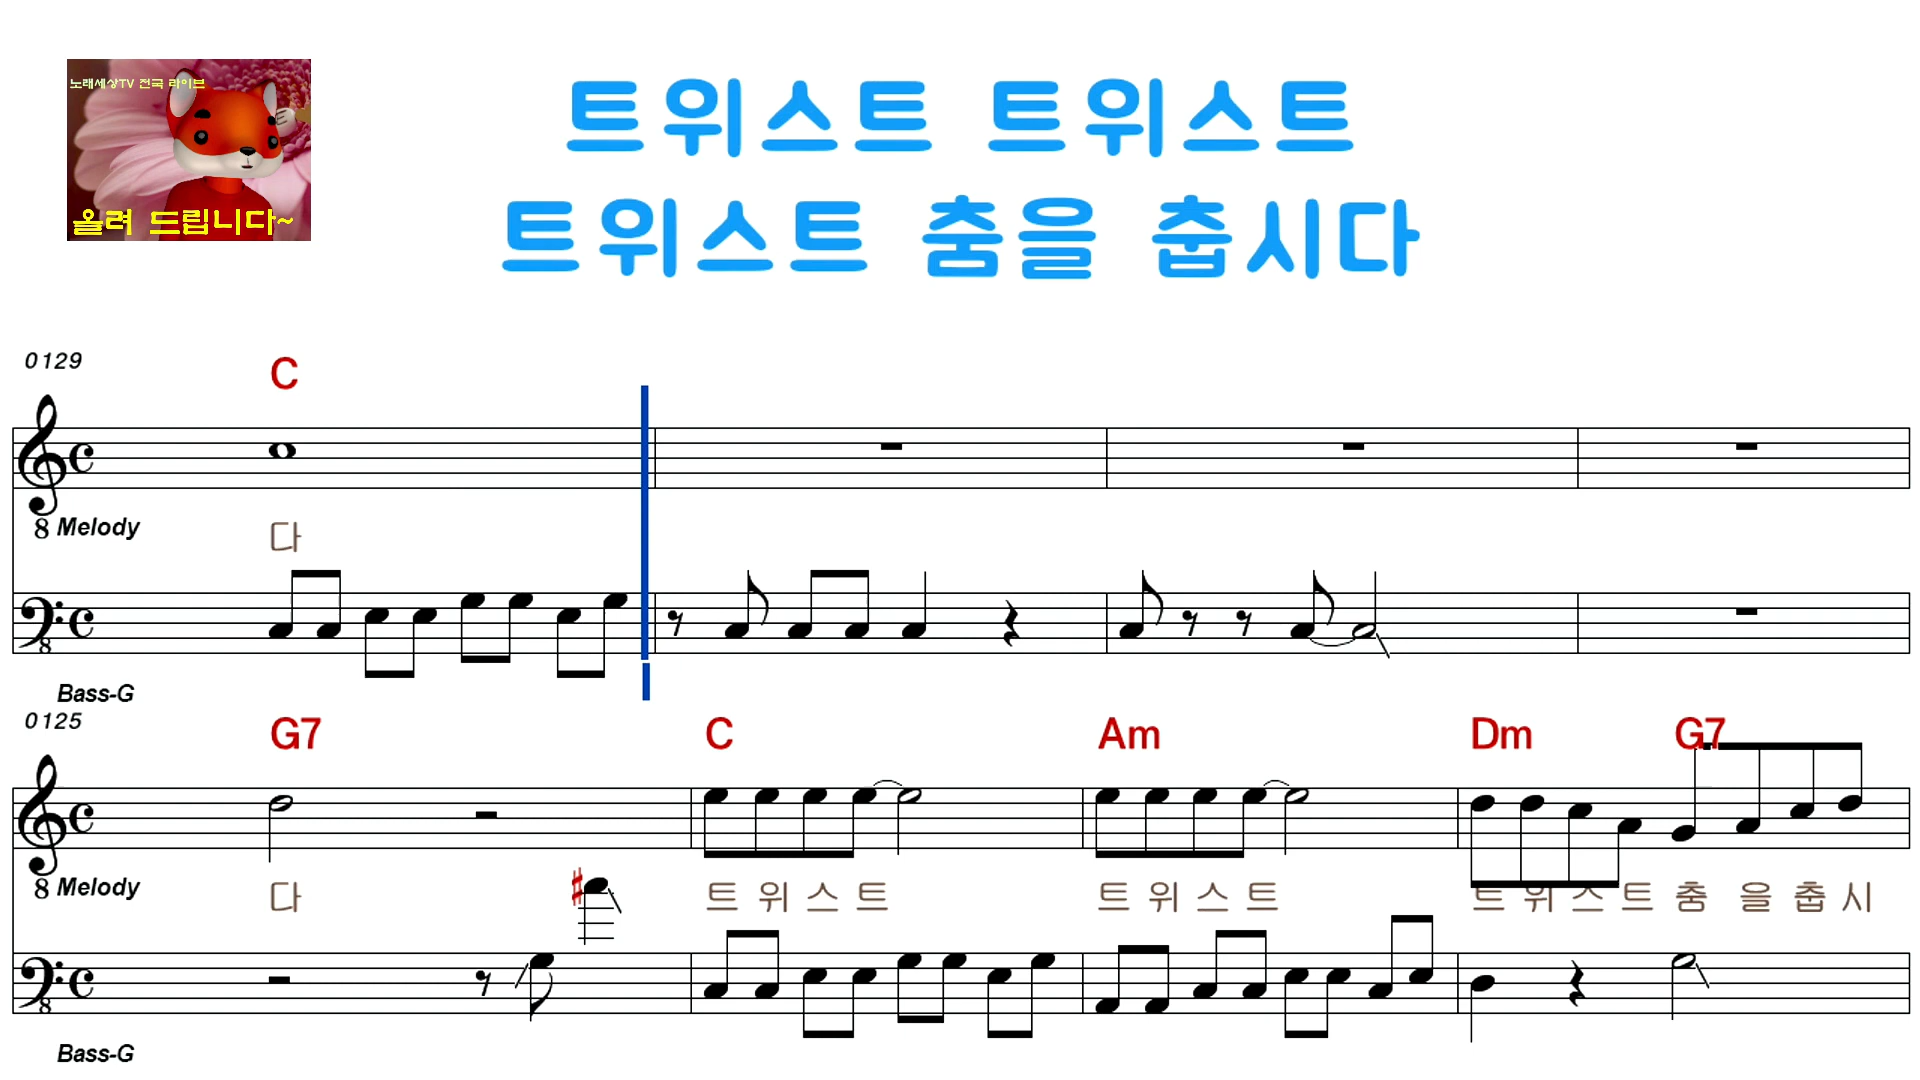 노래세상TV 전국 라이브
올려 드립니다~
트위스트 트위스트
트위스트 춤을 춥시다
0129
C
8 Melody
다
Bass-G
0125
G7 C Am Dm G7
8 Melody
다 트 위 스 트 트 위 스 트 트 위 스 트 춤 을 춥 시
Bass-G